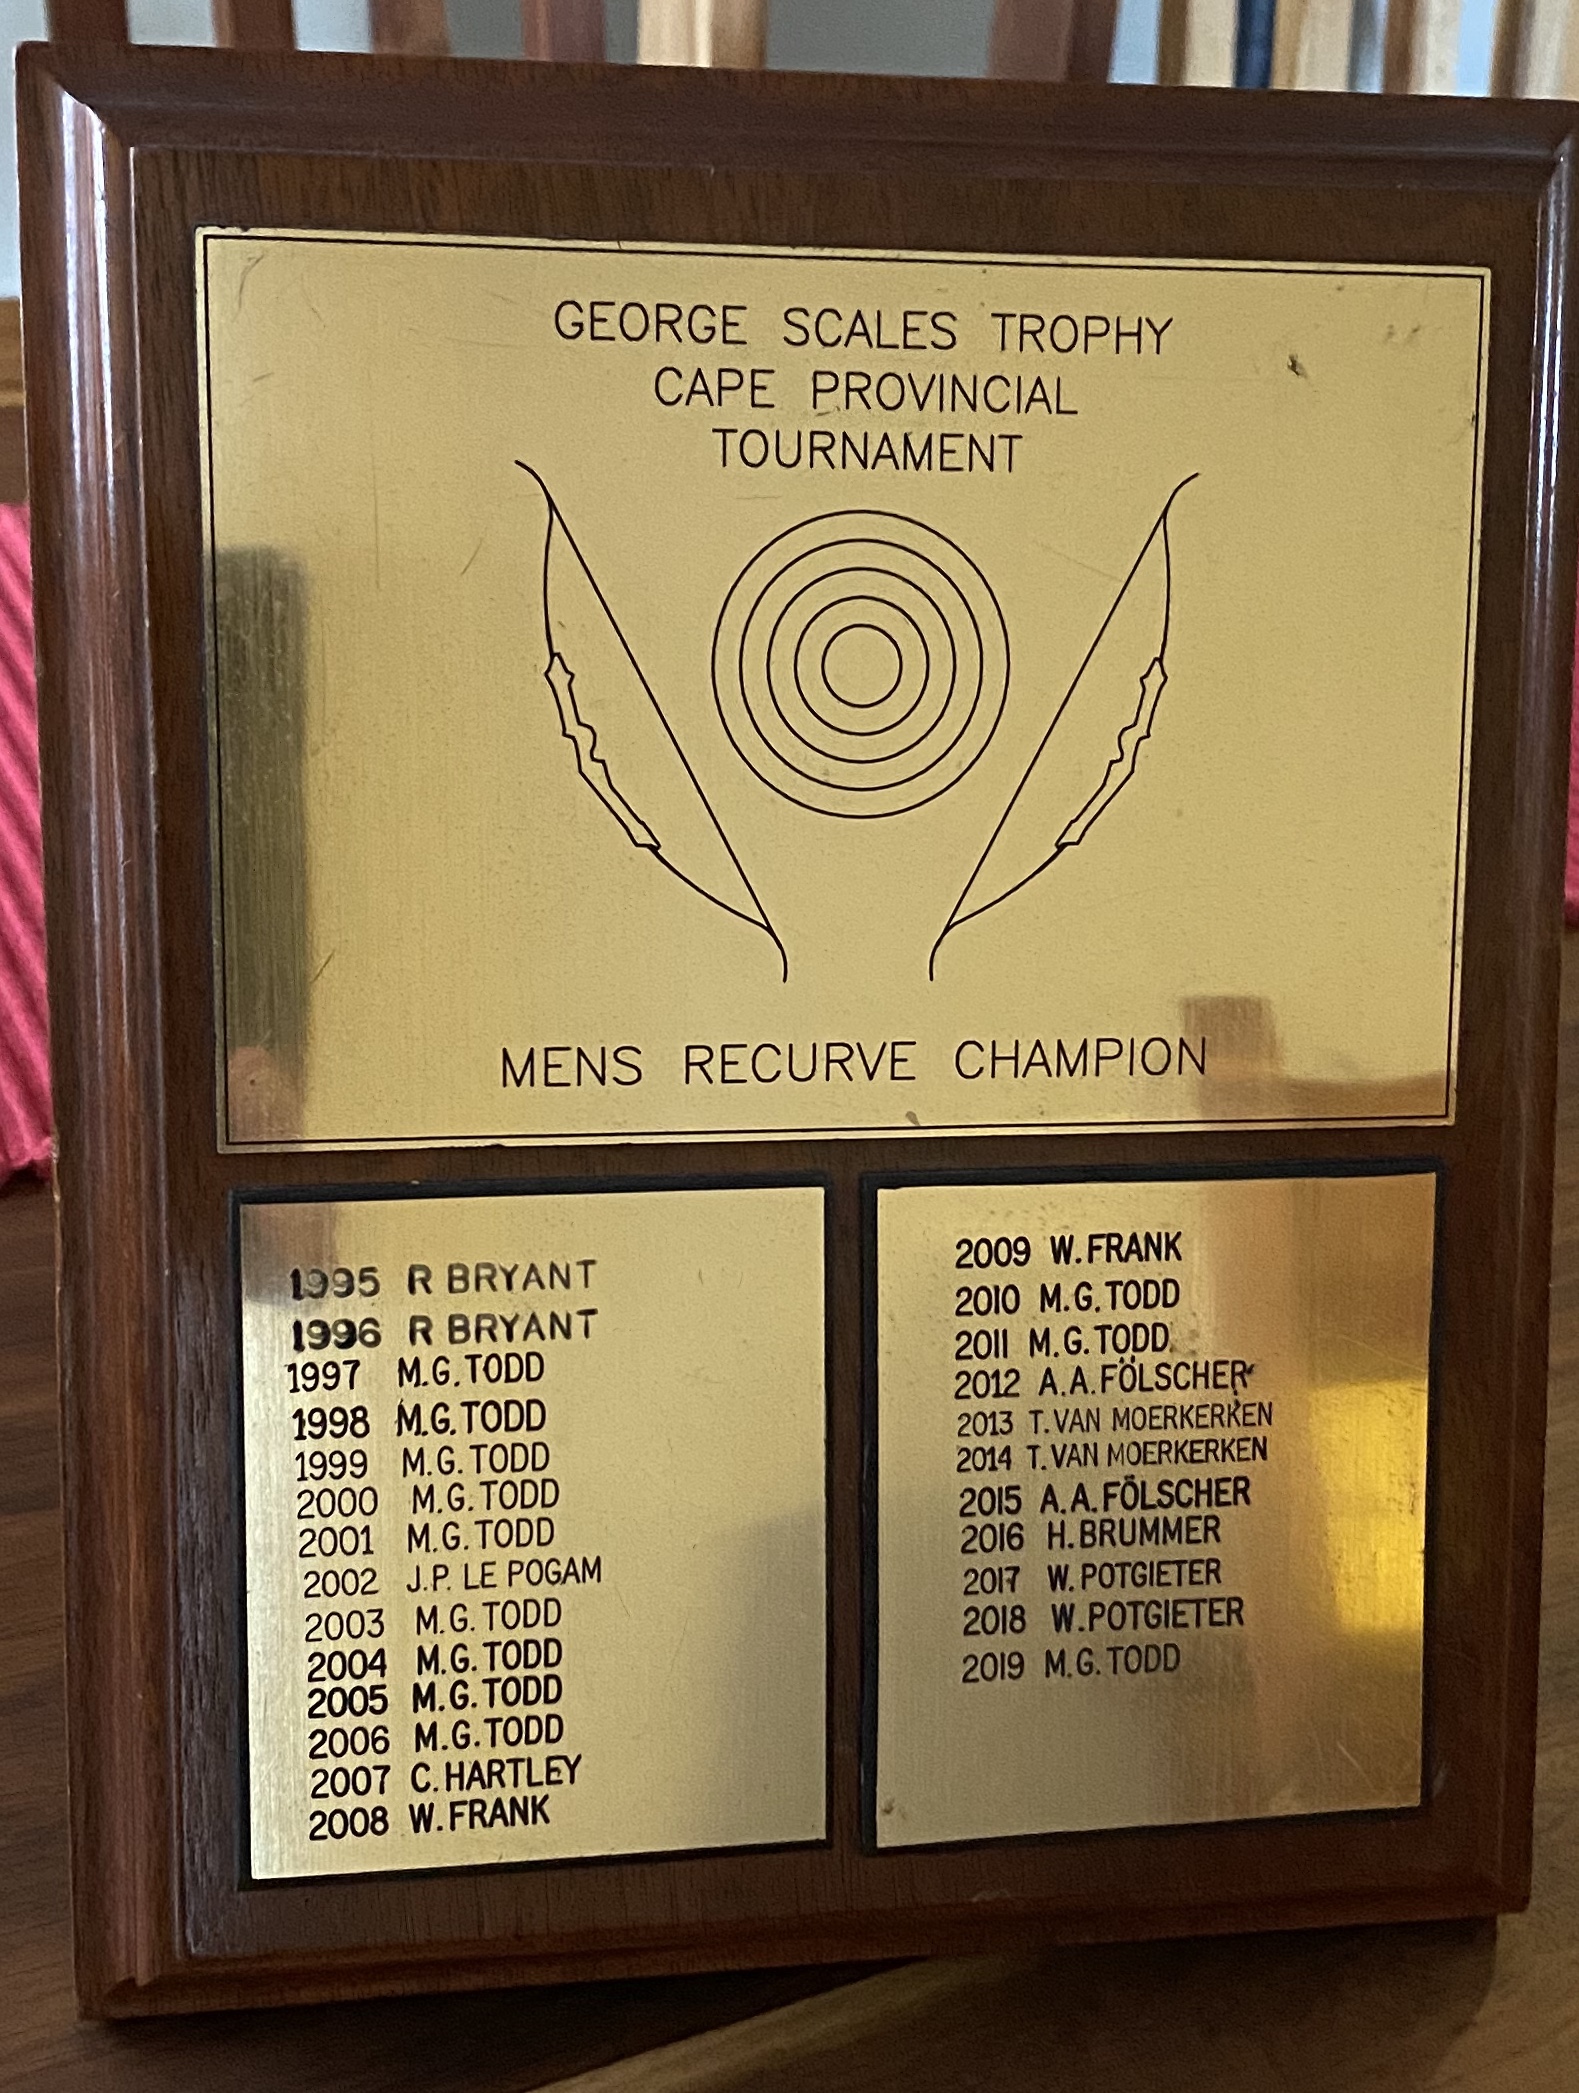 GEORGE SCALES TROPHY
CAPE PROVINCIAL
TOURNAMENT
MENS RECURVE CHAMPION
1995 R BRYANT
1996 R BRYANT
1997 M.G.TODD
1998 M.G.TODD
1999 M.G.TODD
2000 M.G.TODD
2001 M.G.TODD
2002 J.P. LE POGAM
2003 M.G.TODD
2004 M.G.TODD
2005 M.G.TODD
2006 M.G.TODD
2007 C.HARTLEY
2008 W.FRANK
2009 W.FRANK
2010 M.G.TODD
2011 M.G.TODD
2012 A.A.FÖLSCHER
2013 T.VAN MOERKERKEN
2014 T.VAN MOERKERKEN
2015 A.A.FÖLSCHER
2016 H.BRUMMER
2017 W.POTGIETER
2018 W.POTGIETER
2019 M.G.TODD